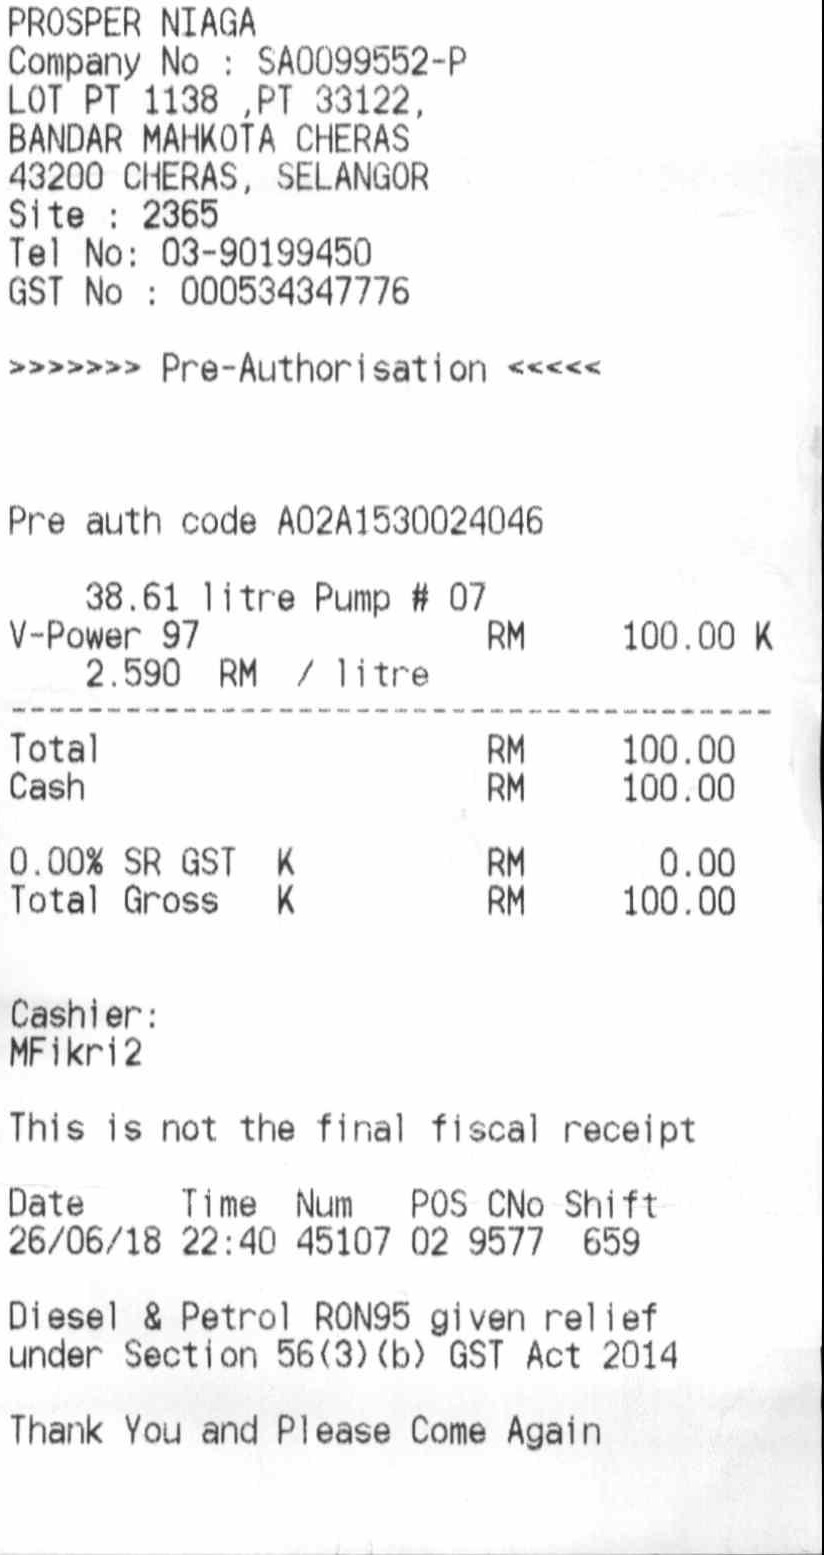 PROSPER NIAGA
Company No : SA0099552-P
LOT PT 1138 ,PT 33122,
BANDAR MAHKOTA CHERAS
43200 CHERAS, SELANGOR
Site : 2365
Tel No: 03-90199450
GST No : 000534347776
>>>>>>> Pre-Authorisation <<<<<
Pre auth code A02A1530024046
38.61 litre Pump # 07
V-Power 97 RM 100.00 K
2.590 RM / litre
----------------------------------------
Total RM 100.00
Cash RM 100.00
0.00% SR GST K RM 0.00
Total Gross K RM 100.00
Cashier:
MFikri2
This is not the final fiscal receipt
Date Time Num POS CNo Shift
26/06/18 22:40 45107 02 9577 659
Diesel & Petrol RON95 given relief
under Section 56(3)(b) GST Act 2014
Thank You and Please Come Again